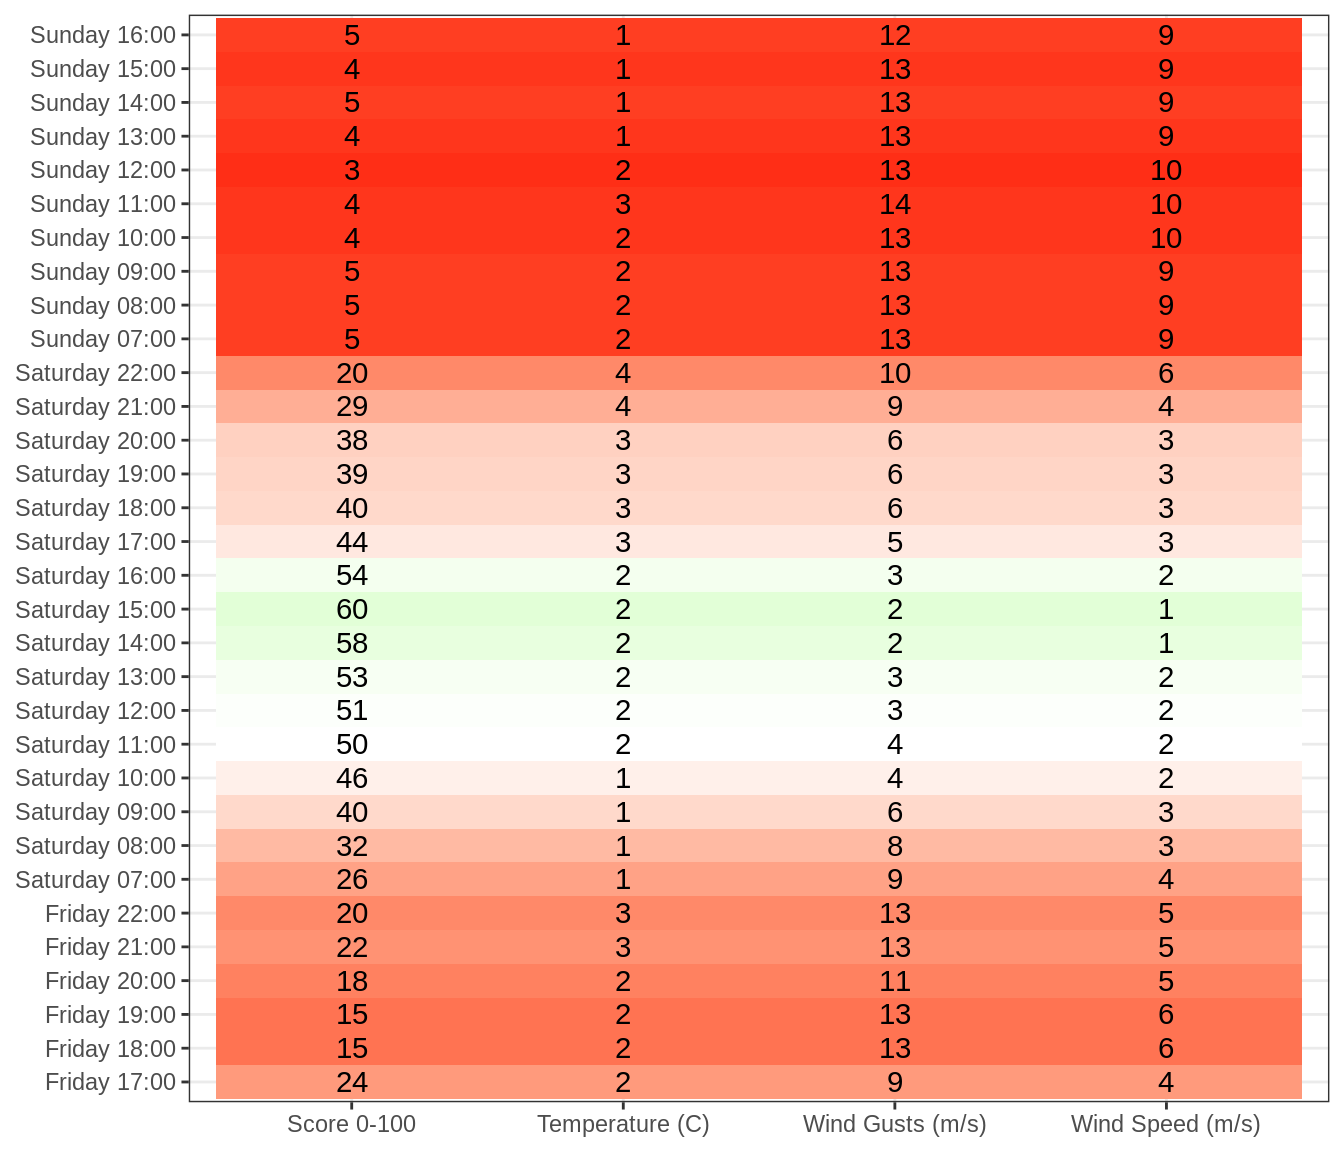 Sunday 16:00 5 1 12 9
Sunday 15:00 4 1 13 9
Sunday 14:00 5 1 13 9
Sunday 13:00 4 1 13 9
Sunday 12:00 3 2 13 10
Sunday 11:00 4 3 14 10
Sunday 10:00 4 2 13 10
Sunday 09:00 5 2 13 9
Sunday 08:00 5 2 13 9
Sunday 07:00 5 2 13 9
Saturday 22:00 20 4 10 6
Saturday 21:00 29 4 9 4
Saturday 20:00 38 3 6 3
Saturday 19:00 39 3 6 3
Saturday 18:00 40 3 6 3
Saturday 17:00 44 3 5 3
Saturday 16:00 54 2 3 2
Saturday 15:00 60 2 2 1
Saturday 14:00 58 2 2 1
Saturday 13:00 53 2 3 2
Saturday 12:00 51 2 3 2
Saturday 11:00 50 2 4 2
Saturday 10:00 46 1 4 2
Saturday 09:00 40 1 6 3
Saturday 08:00 32 1 8 3
Saturday 07:00 26 1 9 4
Friday 22:00 20 3 13 5
Friday 21:00 22 3 13 5
Friday 20:00 18 2 11 5
Friday 19:00 15 2 13 6
Friday 18:00 15 2 13 6
Friday 17:00 24 2 9 4
Score 0-100 Temperature (C) Wind Gusts (m/s) Wind Speed (m/s)